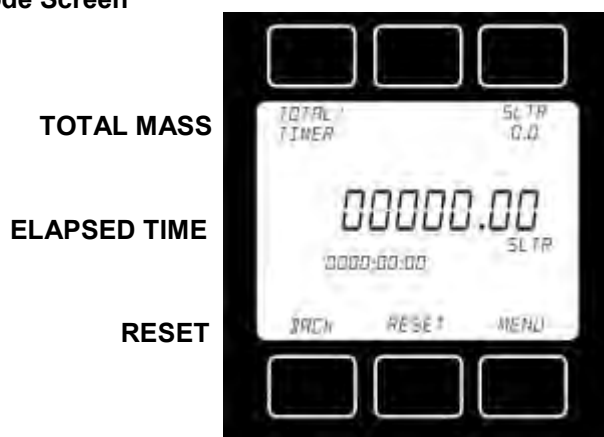 ode Screen
TOTAL MASS
TOTAL SLTR
TIMER 0.0
00000.00
ELAPSED TIME
SLTR
0000:00:00
RESET
BACK RESET MENU